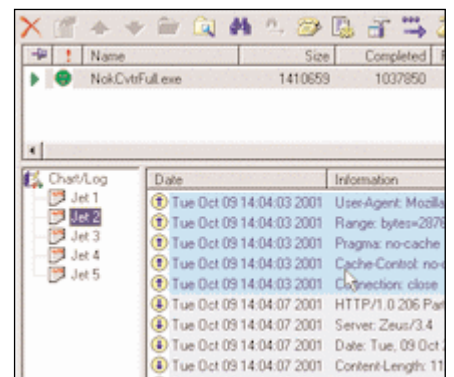 Name Size Completed
NokCvtrFull.exe 1410659 1037850
Chart/Log
Jet 1
Jet 2
Jet 3
Jet 4
Jet 5
Date Information
Tue Oct 09 14:04:03 2001 User-Agent: Mozilla
Tue Oct 09 14:04:03 2001 Range: bytes=2876
Tue Oct 09 14:04:03 2001 Pragma: no-cache
Tue Oct 09 14:04:03 2001 Cache-Control: no-
Tue Oct 09 14:04:03 2001 Connection: close
Tue Oct 09 14:04:07 2001 HTTP/1.0 206 Par
Tue Oct 09 14:04:07 2001 Server: Zeus/3.4
Tue Oct 09 14:04:07 2001 Date: Tue, 09 Oct
Tue Oct 09 14:04:07 2001 Content-Length: 11